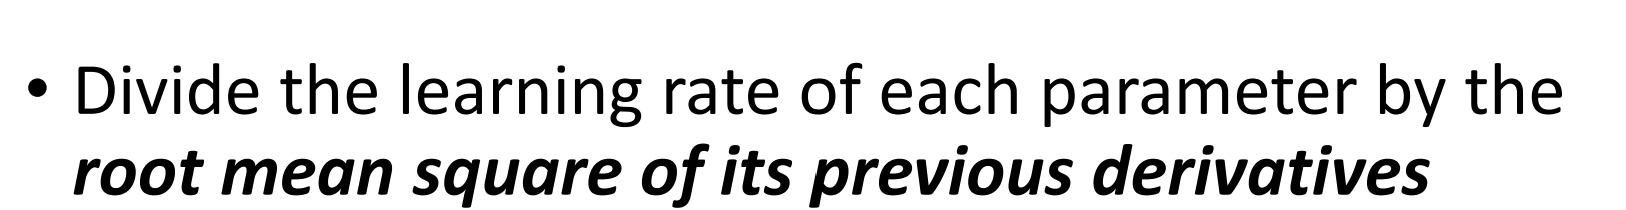 • Divide the learning rate of each parameter by the
root mean square of its previous derivatives